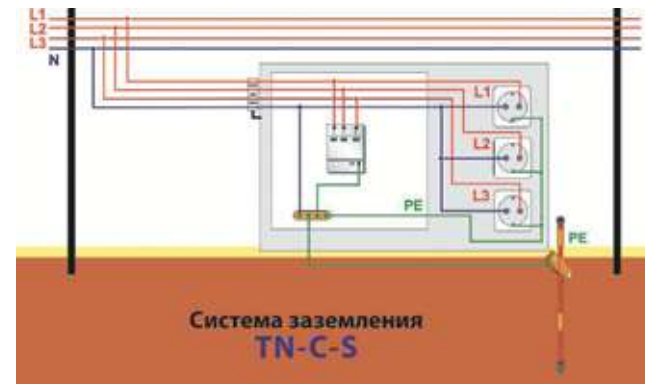 L1
L2
L3
N
L1
L2
L3
PE
PE
Система заземления
TN-C-S